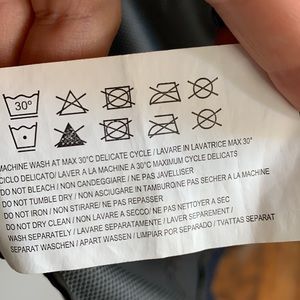 30°
MACHINE WASH AT MAX 30°C DELICATE CYCLE / LAVARE IN LAVATRICE MAX 30°
CICLO DELICATO/ LAVER A LA MACHINE A 30°C MAXIMUM CYCLE DELICATS
DO NOT BLEACH / NON CANDEGGIARE / NE PAS JAVELLISER
DO NOT TUMBLE DRY / NON ASCIUGARE IN TAMBURO/NE PAS SÉCHER A LA MACHINE
DO NOT IRON / NON STIRARE/ NE PAS REPASSER
DO NOT DRY CLEAN / NON LAVARE A SECCO/ NE PAS NETTOYER A SEC
WASH SEPARATELY / LAVARE SEPARATAMENTE / LAVER SEPAREMENT /
SEPARAT WASCHEN / APART WASSEN / LIMPIAR POR SEPARADO / TVATTAS SEPARAT